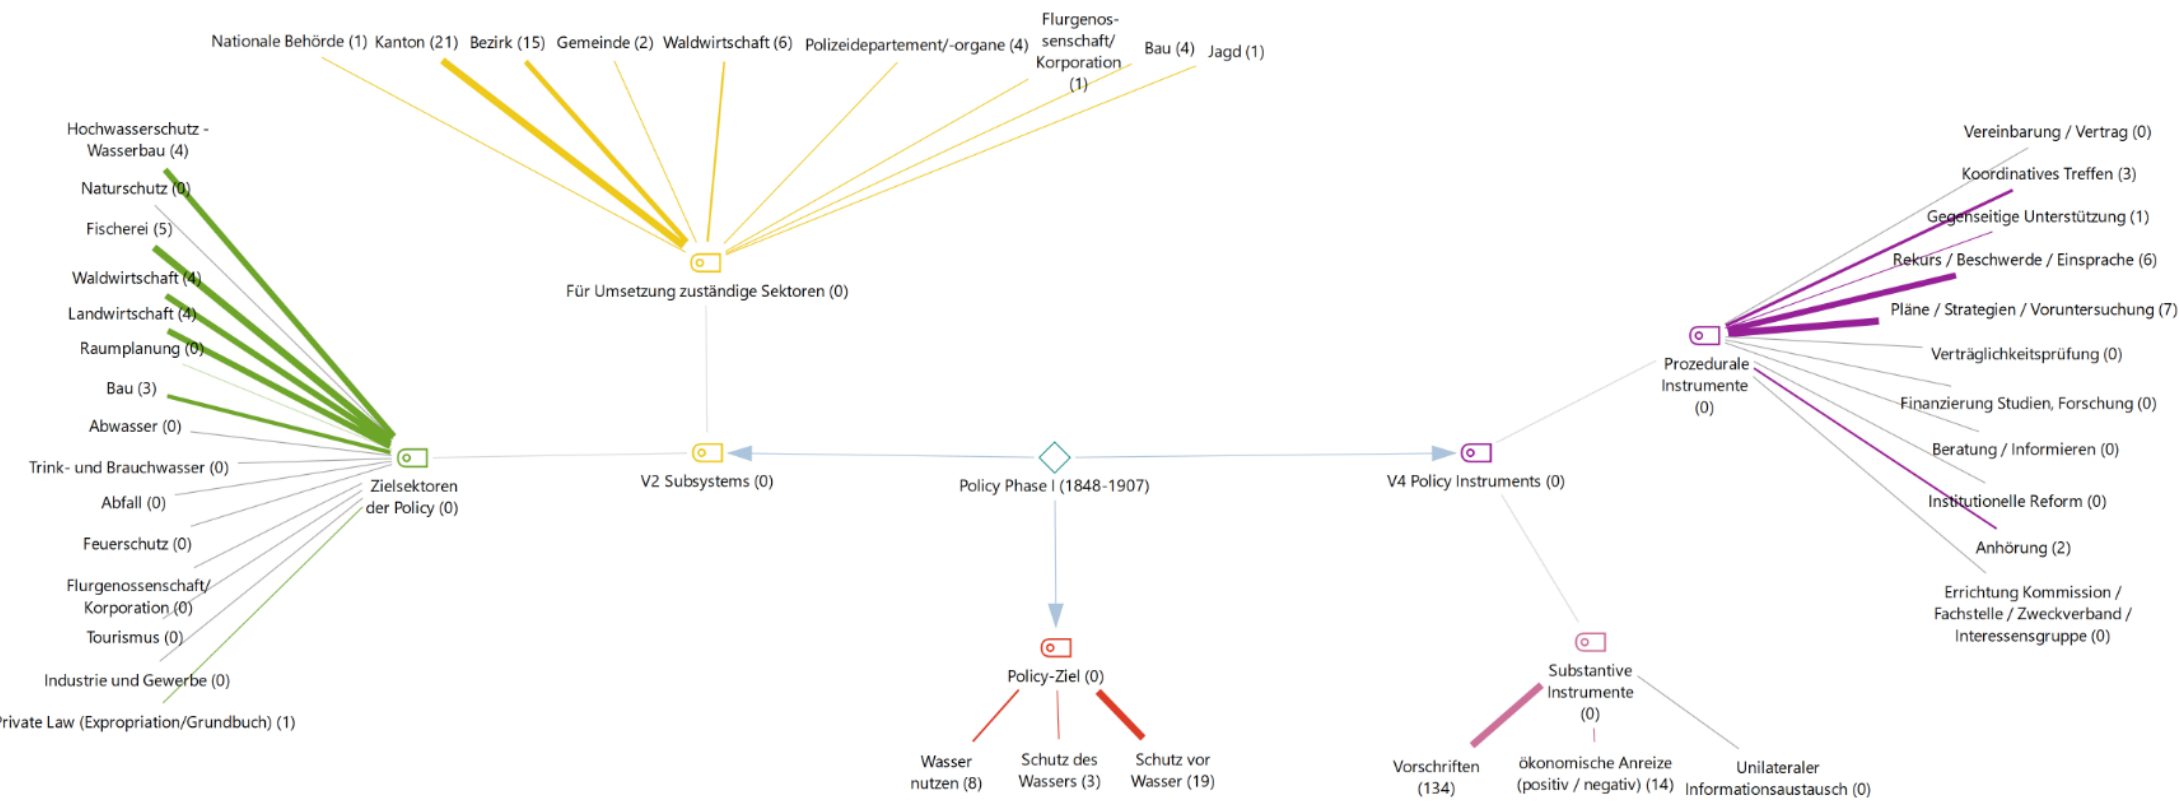 Nationale Behörde (1)
Kanton (21)
Bezirk (15)
Gemeinde (2)
Waldwirtschaft (6)
Polizeidepartement/-organe (4)
Flurgenos-
senschaft/
Korporation
(1)
Bau (4)
Jagd (1)
Für Umsetzung zuständige Sektoren (0)
Hochwasserschutz -
Wasserbau (4)
Naturschutz (0)
Fischerei (5)
Waldwirtschaft (4)
Landwirtschaft (4)
Raumplanung (0)
Bau (3)
Abwasser (0)
Trink- und Brauchwasser (0)
Abfall (0)
Feuerschutz (0)
Flurgenossenschaft/
Korporation (0)
Tourismus (0)
Industrie und Gewerbe (0)
Private Law (Expropriation/Grundbuch) (1)
Zielsektoren
der Policy (0)
V2 Subsystems (0)
Policy Phase I (1848-1907)
V4 Policy Instruments (0)
Policy-Ziel (0)
Wasser
nutzen (8)
Schutz des
Wassers (3)
Schutz vor
Wasser (19)
Vereinbarung / Vertrag (0)
Koordinatives Treffen (3)
Gegenseitige Unterstützung (1)
Rekurs / Beschwerde / Einsprache (6)
Pläne / Strategien / Voruntersuchung (7)
Verträglichkeitsprüfung (0)
Finanzierung Studien, Forschung (0)
Beratung / Informieren (0)
Institutionelle Reform (0)
Anhörung (2)
Errichtung Kommission /
Fachstelle / Zweckverband /
Interessensgruppe (0)
Prozedurale
Instrumente
(0)
Substantive
Instrumente
(0)
Vorschriften
(134)
ökonomische Anreize
(positiv / negativ) (14)
Unilateraler
Informationsaustausch (0)